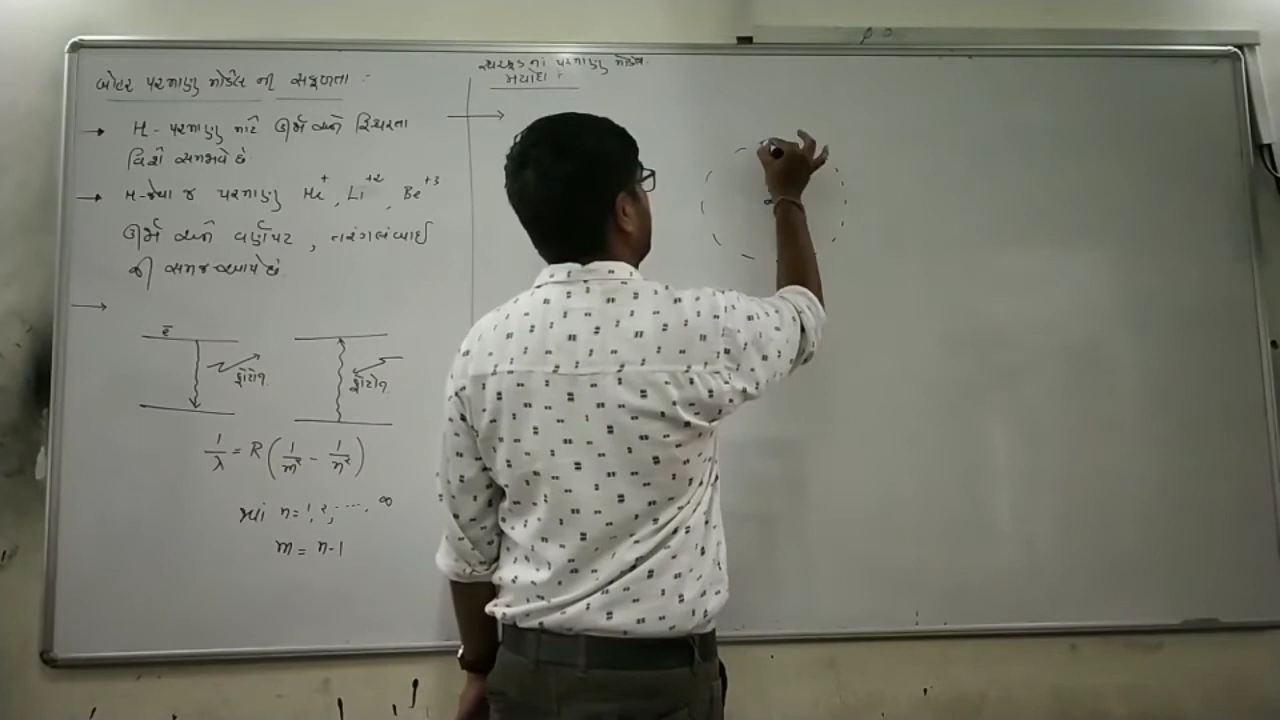 બોહર પરમાણુ મોડેલ ની સફળતા :
→ H - પરમાણુ માટે ઊર્જા અને સ્થિરતા
વિશે સમજાવે છે.
→ H-જેવા જ પરમાણુ He⁺, Li⁺², Be⁺³
ઊર્જા અને વર્ણપટ, તરંગલંબાઈ
ની સમજ આપે છે
→
ē
ફોટોન
ફોટોન
1/λ = R(1/m² - 1/n²)
જ્યાં n = 1, 2, .... ∞
m = n-1
પરમાણુ મોડેલ
મર્યાદા :
→